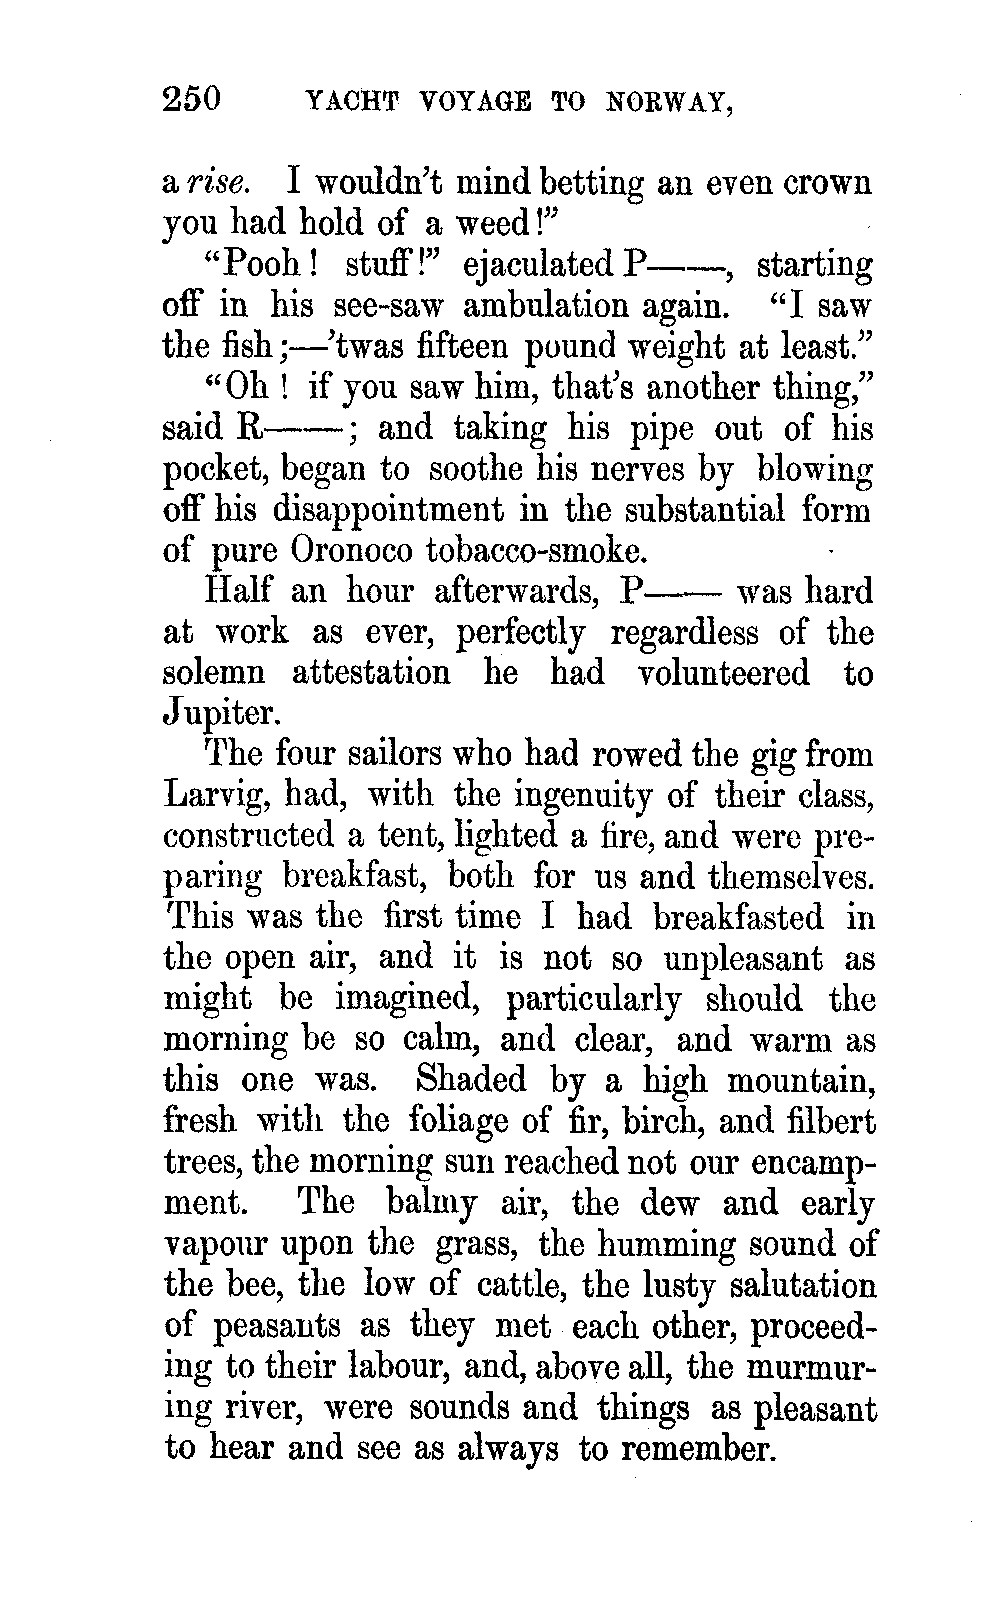 250 YACHT VOYAGE TO NORWAY,
a rise. I wouldn't mind betting an even crown
you had hold of a weed!”
“Pooh! stuff!” ejaculated P——, starting
off in his see-saw ambulation again. “I saw
the fish;—'twas fifteen pound weight at least.”
“Oh! if you saw him, that's another thing,”
said R——; and taking his pipe out of his
pocket, began to soothe his nerves by blowing
off his disappointment in the substantial form
of pure Oronoco tobacco-smoke.
Half an hour afterwards, P—— was hard
at work as ever, perfectly regardless of the
solemn attestation he had volunteered to
Jupiter.
The four sailors who had rowed the gig from
Larvig, had, with the ingenuity of their class,
constructed a tent, lighted a fire, and were pre-
paring breakfast, both for us and themselves.
This was the first time I had breakfasted in
the open air, and it is not so unpleasant as
might be imagined, particularly should the
morning be so calm, and clear, and warm as
this one was. Shaded by a high mountain,
fresh with the foliage of fir, birch, and filbert
trees, the morning sun reached not our encamp-
ment. The balmy air, the dew and early
vapour upon the grass, the humming sound of
the bee, the low of cattle, the lusty salutation
of peasants as they met each other, proceed-
ing to their labour, and, above all, the murmur-
ing river, were sounds and things as pleasant
to hear and see as always to remember.